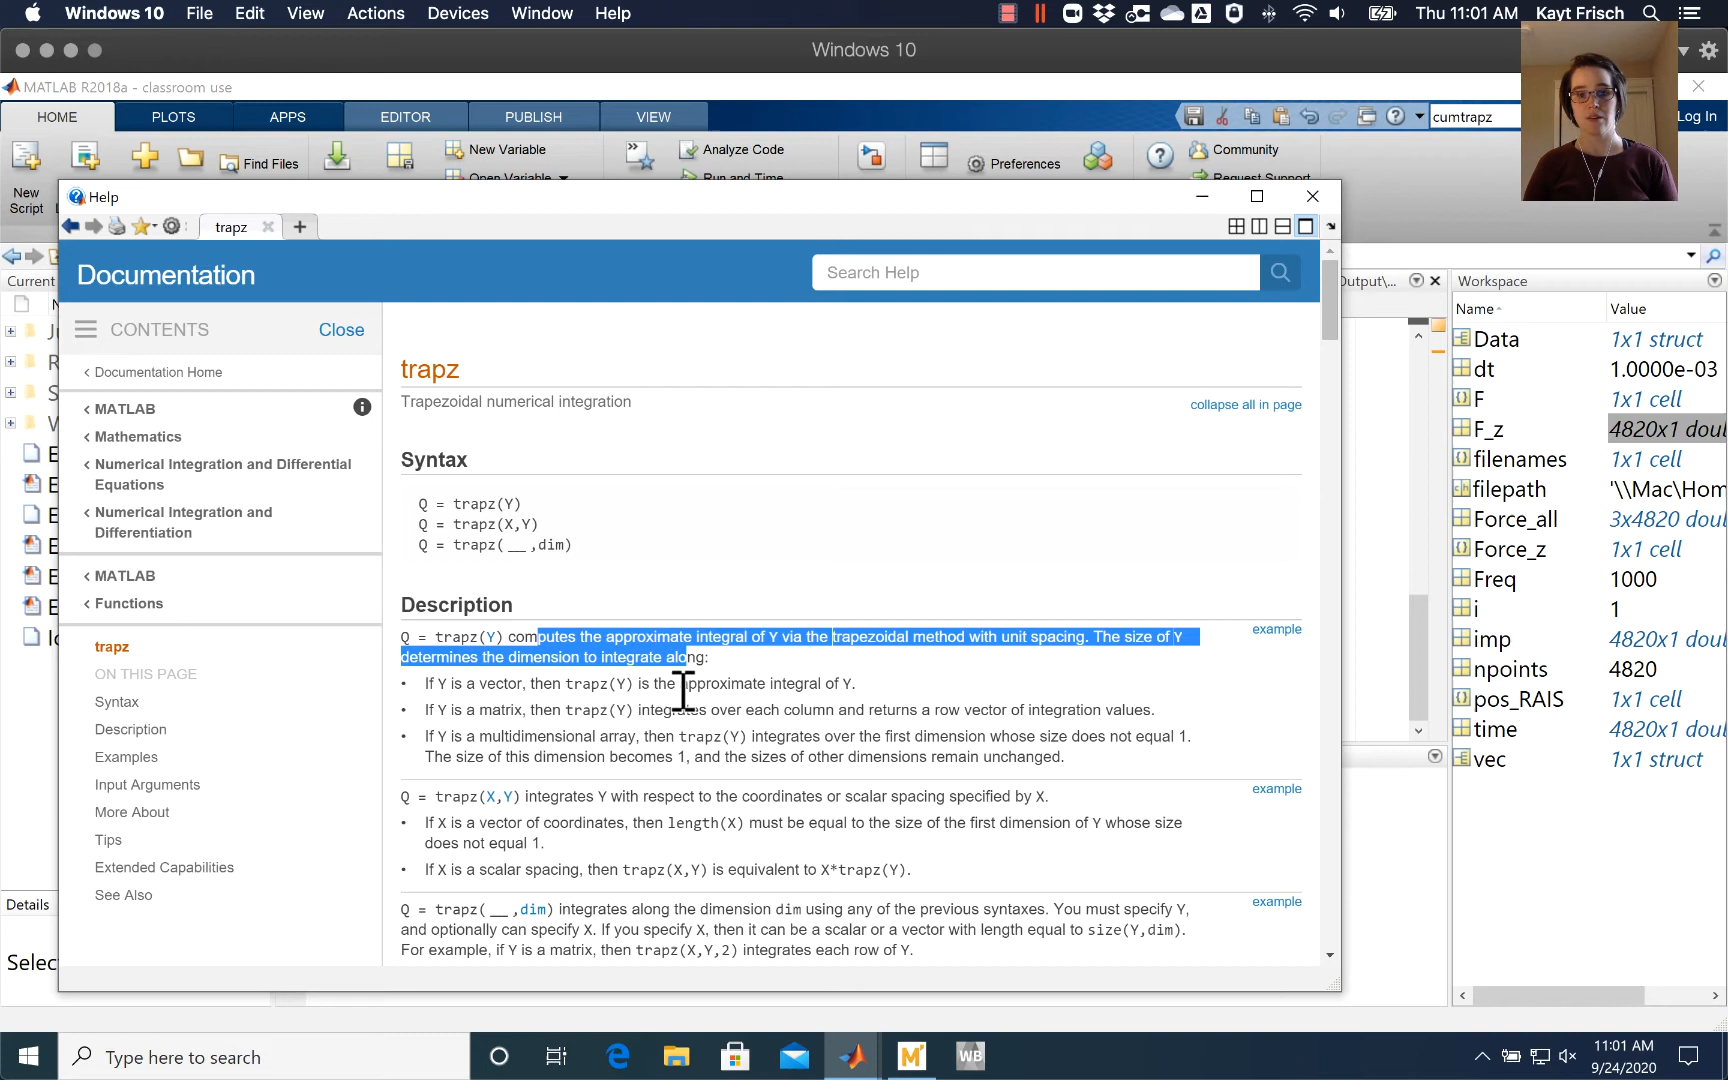 Windows 10 File Edit View Actions Devices Window Help Thu 11:01 AM Kayt Frisch
Windows 10
MATLAB R2018a - classroom use
HOME PLOTS APPS EDITOR PUBLISH VIEW cumtrapz Log In
New Script
Find Files
New Variable
Open Variable
Analyze Code
Run and Time
Preferences
Community
Request Support
Help
trapz
Documentation
Search Help
CONTENTS Close
< Documentation Home
< MATLAB
< Mathematics
< Numerical Integration and Differential
Equations
< Numerical Integration and
Differentiation
< MATLAB
< Functions
trapz
ON THIS PAGE
Syntax
Description
Examples
Input Arguments
More About
Tips
Extended Capabilities
See Also
trapz
Trapezoidal numerical integration
collapse all in page
Syntax
Q = trapz(Y)
Q = trapz(X,Y)
Q = trapz(__,dim)
Description
Q = trapz(Y) computes the approximate integral of Y via the trapezoidal method with unit spacing. The size of Y
example
determines the dimension to integrate along:
• If Y is a vector, then trapz(Y) is the approximate integral of Y.
• If Y is a matrix, then trapz(Y) integrates over each column and returns a row vector of integration values.
• If Y is a multidimensional array, then trapz(Y) integrates over the first dimension whose size does not equal 1.
The size of this dimension becomes 1, and the sizes of other dimensions remain unchanged.
Q = trapz(X,Y) integrates Y with respect to the coordinates or scalar spacing specified by X.
example
• If X is a vector of coordinates, then length(X) must be equal to the size of the first dimension of Y whose size
does not equal 1.
• If X is a scalar spacing, then trapz(X,Y) is equivalent to X*trapz(Y).
Q = trapz(__,dim) integrates along the dimension dim using any of the previous syntaxes. You must specify Y,
example
and optionally can specify X. If you specify X, then it can be a scalar or a vector with length equal to size(Y,dim).
For example, if Y is a matrix, then trapz(X,Y,2) integrates each row of Y.
Current
Details
Selec
Output\...
Workspace
Name Value
Data 1x1 struct
dt 1.0000e-03
F 1x1 cell
F_z 4820x1 doul
filenames 1x1 cell
filepath '\\Mac\Hom
Force_all 3x4820 doul
Force_z 1x1 cell
Freq 1000
i 1
imp 4820x1 doul
npoints 4820
pos_RAIS 1x1 cell
time 4820x1 doul
vec 1x1 struct
Type here to search
WB
11:01 AM
9/24/2020